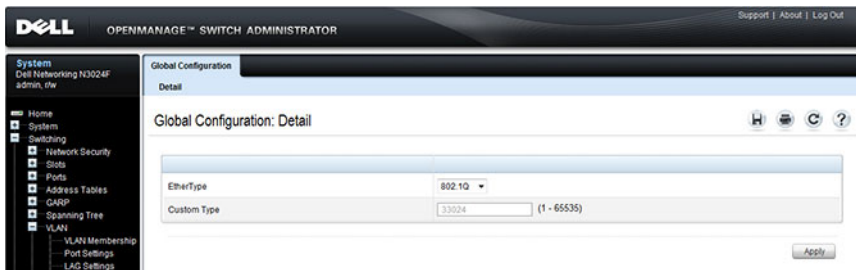 Support | About | Log Out
DELL OPENMANAGE™ SWITCH ADMINISTRATOR
System
Dell Networking N3024F
admin, r/w
Home
System
Switching
Network Security
Slots
Ports
Address Tables
GARP
Spanning Tree
VLAN
VLAN Membership
Port Settings
LAG Settings
Global Configuration
Detail
Global Configuration: Detail
EtherType 802.1Q
Custom Type 33024 (1 - 65535)
Apply